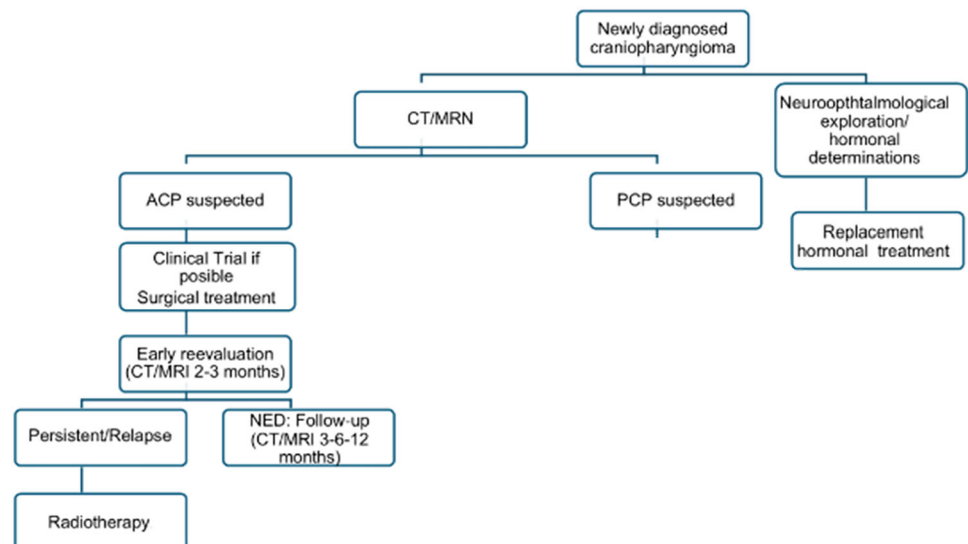 Newly diagnosed
craniopharyngioma
CT/MRN
Neuroopthtalmological
exploration/
hormonal
determinations
ACP suspected
PCP suspected
Replacement
hormonal treatment
Clinical Trial if
posible
Surgical treatment
Early reevaluation
(CT/MRI 2-3 months)
Persistent/Relapse
NED: Follow-up
(CT/MRI 3-6-12
months)
Radiotherapy